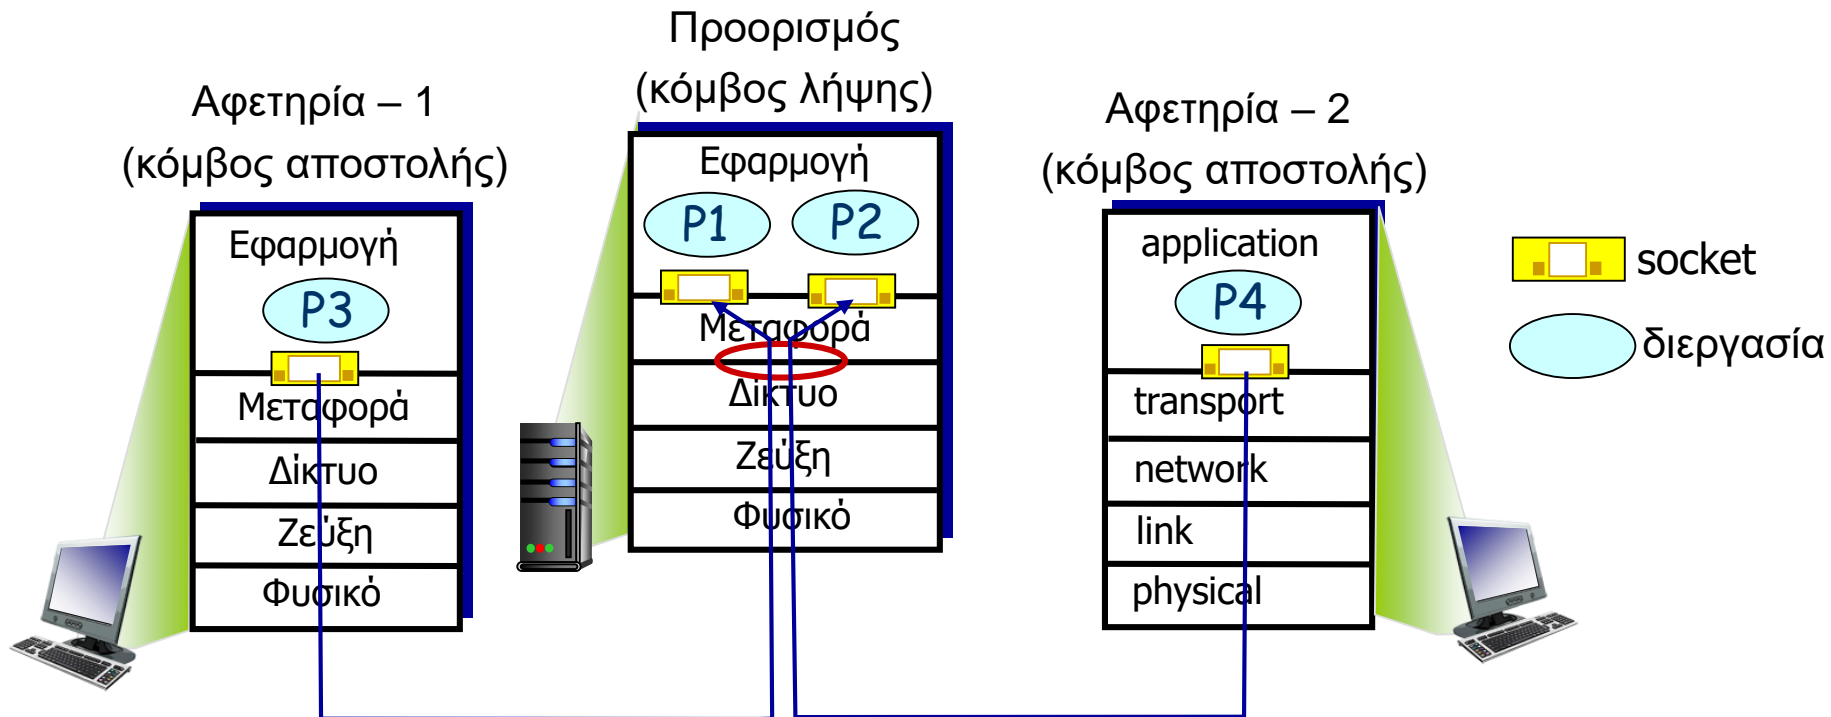 Αφετηρία – 1
(κόμβος αποστολής)
Εφαρμογή
P3
Μεταφορά
Δίκτυο
Ζεύξη
Φυσικό
Προορισμός
(κόμβος λήψης)
Εφαρμογή
P1 P2
Μεταφορά
Δίκτυο
Ζεύξη
Φυσικό
Αφετηρία – 2
(κόμβος αποστολής)
application
P4
transport
network
link
physical
socket
διεργασία